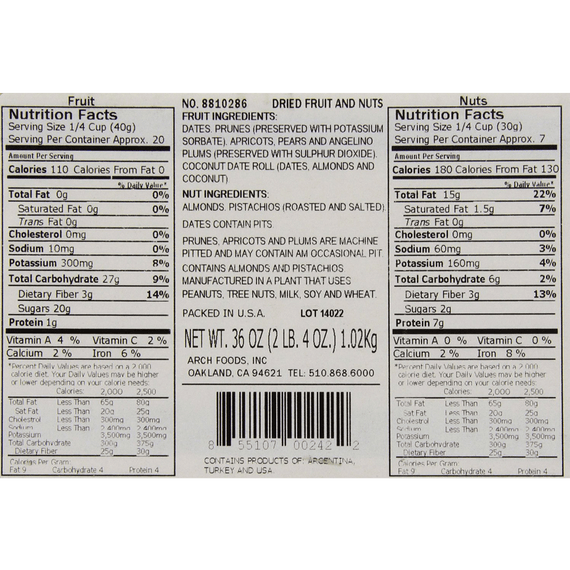 Fruit
Nutrition Facts
Serving Size 1/4 Cup (40g)
Serving Per Container Approx. 20
Amount Per Serving
Calories 110 Calories From Fat 0
% Daily Value*
Total Fat 0g 0%
Saturated Fat 0g 0%
Trans Fat 0g
Cholesterol 0mg 0%
Sodium 10mg 0%
Potassium 300mg 8%
Total Carbohydrate 27g 9%
Dietary Fiber 3g 14%
Sugars 20g
Protein 1g
Vitamin A 4 % Vitamin C 2 %
Calcium 2 % Iron 6 %
*Percent Daily Values are based on a 2,000
calorie diet. Your Daily Values may be higher
or lower depending on your calorie needs:
Calories: 2,000 2,500
Total Fat Less Than 65g 80g
Sat Fat Less Than 20g 25g
Cholestrol Less Than 300mg 300mg
Sodium Less Than 2,400mg 2,400mg
Potassium 3,500mg 3,500mg
Total Carbohydrate 300g 375g
Dietary Fiber 25g 30g
Calories Per Gram:
Fat 9 Carbohydrate 4 Protein 4
NO. 8810286 DRIED FRUIT AND NUTS
FRUIT INGREDIENTS:
DATES. PRUNES (PRESERVED WITH POTASSIUM
SORBATE), APRICOTS, PEARS AND ANGELINO
PLUMS (PRESERVED WITH SULPHUR DIOXIDE).
COCONUT DATE ROLL (DATES, ALMONDS AND
COCONUT)
NUT INGREDIENTS:
ALMONDS, PISTACHIOS (ROASTED AND SALTED)
DATES CONTAIN PITS
PRUNES, APRICOTS AND PLUMS ARE MACHINE
PITTED AND MAY CONTAIN AM OCCASIONAL PIT.
CONTAINS ALMONDS AND PISTACHIOS
MANUFACTURED IN A PLANT THAT USES
PEANUTS, TREE NUTS, MILK, SOY AND WHEAT.
PACKED IN U.S.A. LOT 14022
NET WT. 36 OZ (2 LB. 4 OZ.) 1.02Kg
ARCH FOODS, INC
OAKLAND, CA 94621 TEL: 510.868.6000
8 55107 00242 2
CONTAINS PRODUCTS OF: ARGENTINA,
TURKEY AND USA
Nuts
Nutrition Facts
Serving Size 1/4 Cup (30g)
Serving Per Container Approx. 7
Amount Per Serving
Calories 180 Calories From Fat 130
% Daily Value*
Total Fat 15g 22%
Saturated Fat 1.5g 7%
Trans Fat 0g
Cholesterol 0mg 0%
Sodium 60mg 3%
Potassium 160mg 4%
Total Carbohydrate 6g 2%
Dietary Fiber 3g 13%
Sugars 2g
Protein 7g
Vitamin A 0 % Vitamin C 0 %
Calcium 2 % Iron 8 %
*Percent Daily Values are based on a 2,000
calorie diet. Your Daily Values may be higher
or lower depending on your calorie needs:
Calories: 2,000 2,500
Total Fat Less Than 65g 80g
Sat Fat Less Than 20g 25g
Cholestrol Less Than 300mg 300mg
Sodium Less Than 2,400mg 2,400mg
Potassium 3,500mg 3,500mg
Total Carbohydrate 300g 375g
Dietary Fiber 25g 30g
Calories Per Gram:
Fat 9 Carbohydrate 4 Protein 4